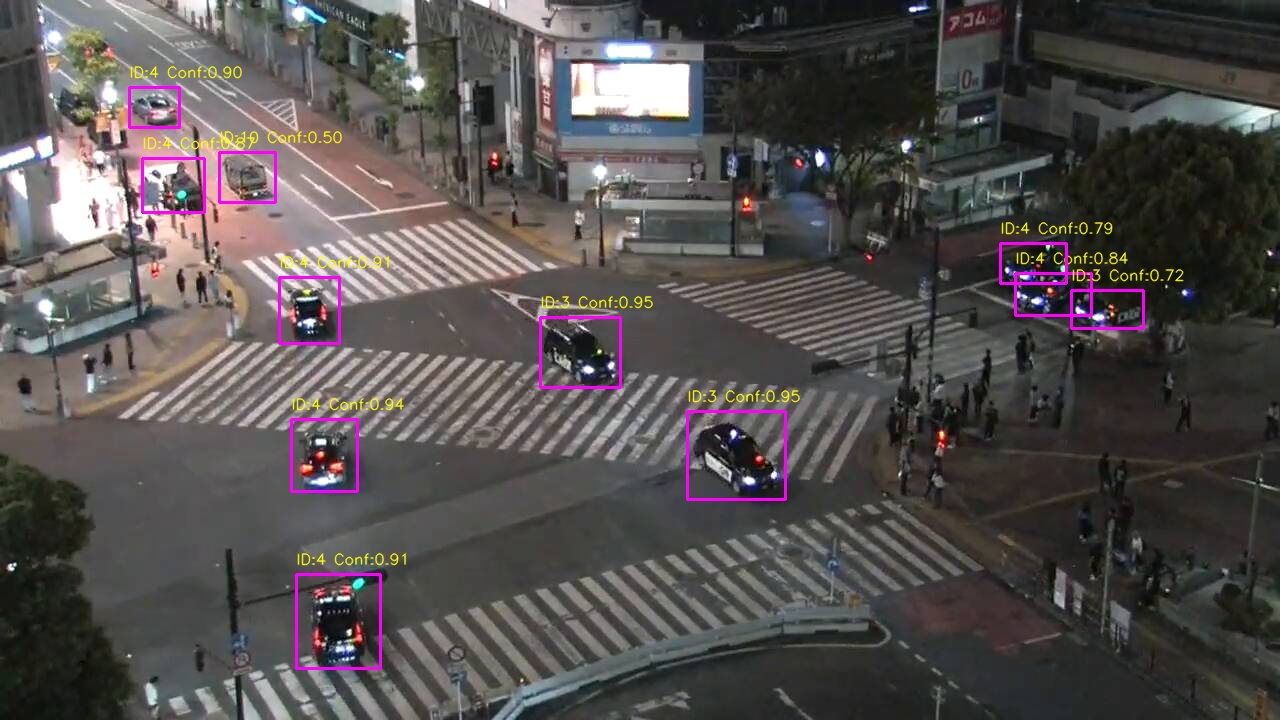 AMERICAN EAGLE
アコム
ID:4 Conf:0.90
ID:4 Conf:0.87
ID:10 Conf:0.50
ID:4 Conf:0.79
ID:4 Conf:0.84
ID:3 Conf:0.72
ID:4 Conf:0.91
ID:3 Conf:0.95
ID:3 Conf:0.95
ID:4 Conf:0.94
ID:4 Conf:0.91